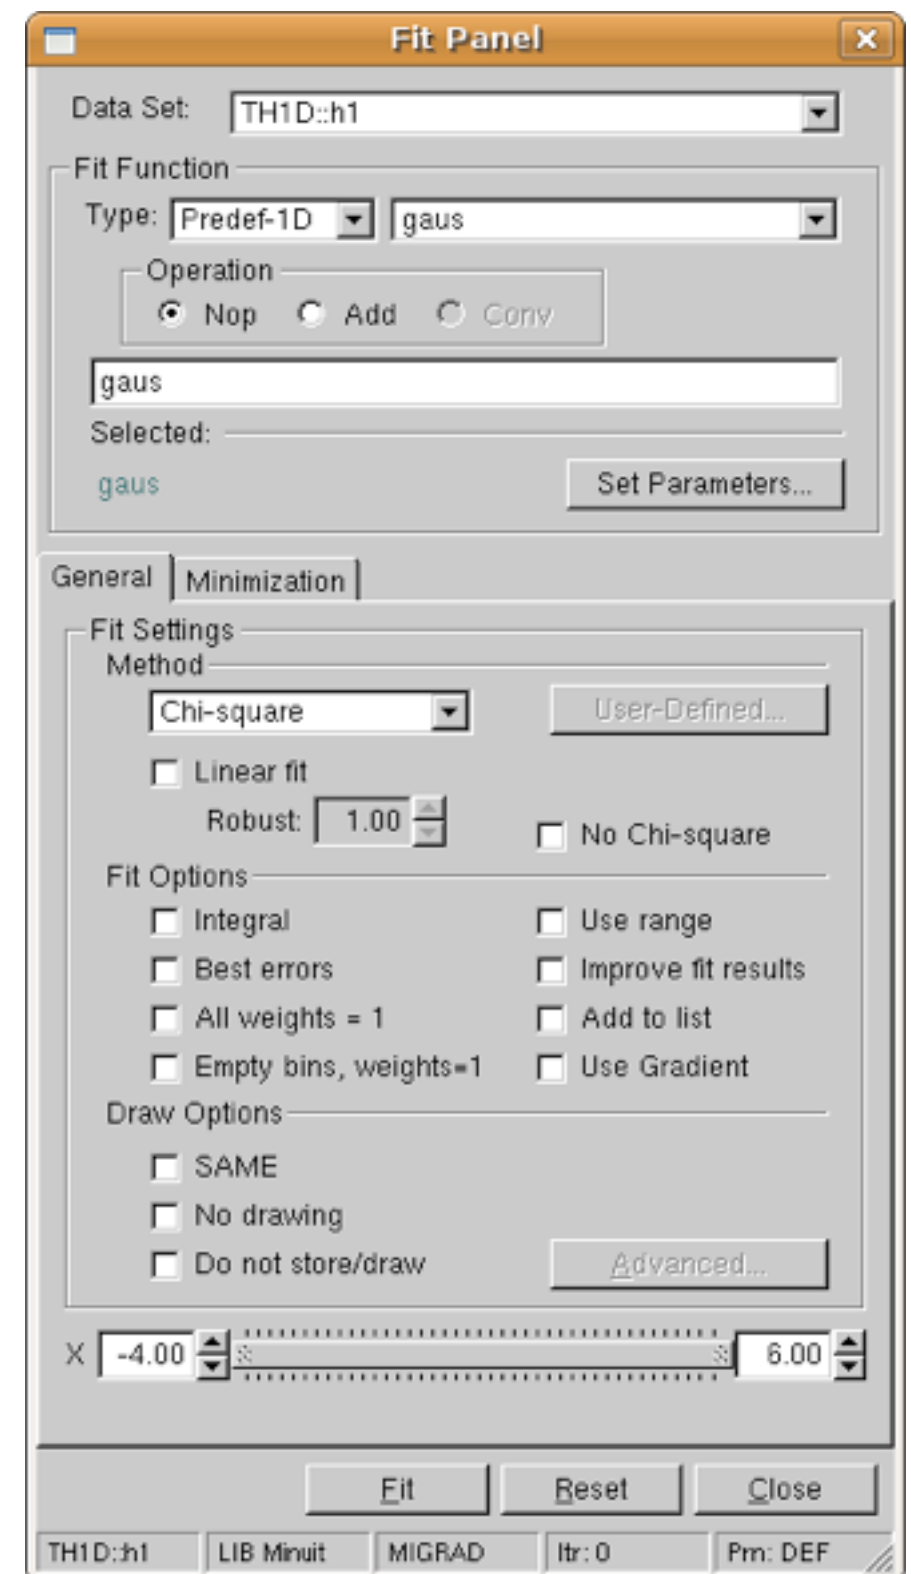 Fit Panel
Data Set: TH1D::h1
Fit Function
Type: Predef-1D gaus
Operation
Nop Add Conv
gaus
Selected:
gaus Set Parameters...
General Minimization
Fit Settings
Method
Chi-square User-Defined...
Linear fit
Robust: 1.00 No Chi-square
Fit Options
Integral Use range
Best errors Improve fit results
All weights = 1 Add to list
Empty bins, weights=1 Use Gradient
Draw Options
SAME
No drawing
Do not store/draw Advanced...
X -4.00 6.00
Fit Reset Close
TH1D::h1 LIB Minuit MIGRAD Itr: 0 Prn: DEF